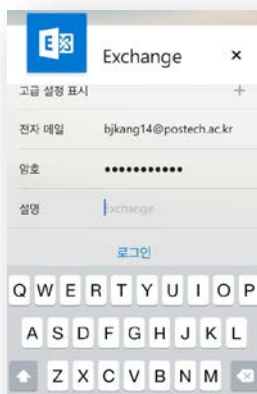 Exchange ×
고급 설정 표시 +
전자 메일 bjkang14@postech.ac.kr
암호 ●●●●●●●●●●●
설명 Exchange
로그인
Q W E R T Y U I O P
A S D F G H J K L
Z X C V B N M